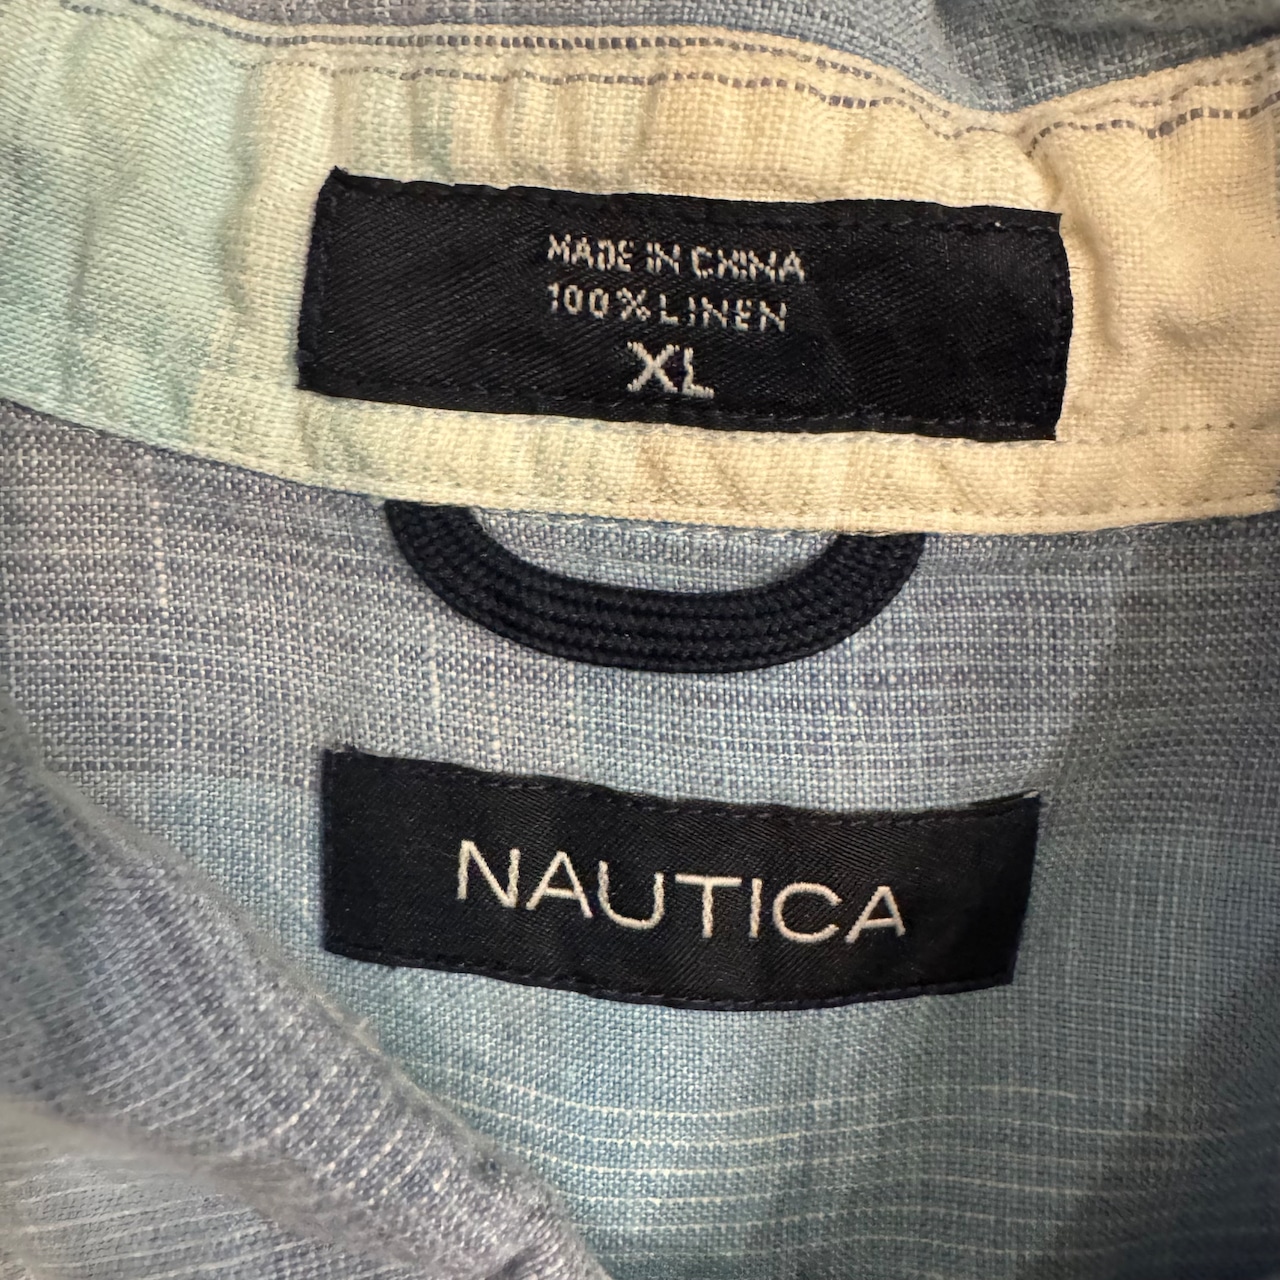 MADE IN CHINA
100% LINEN
XL
NAUTICA